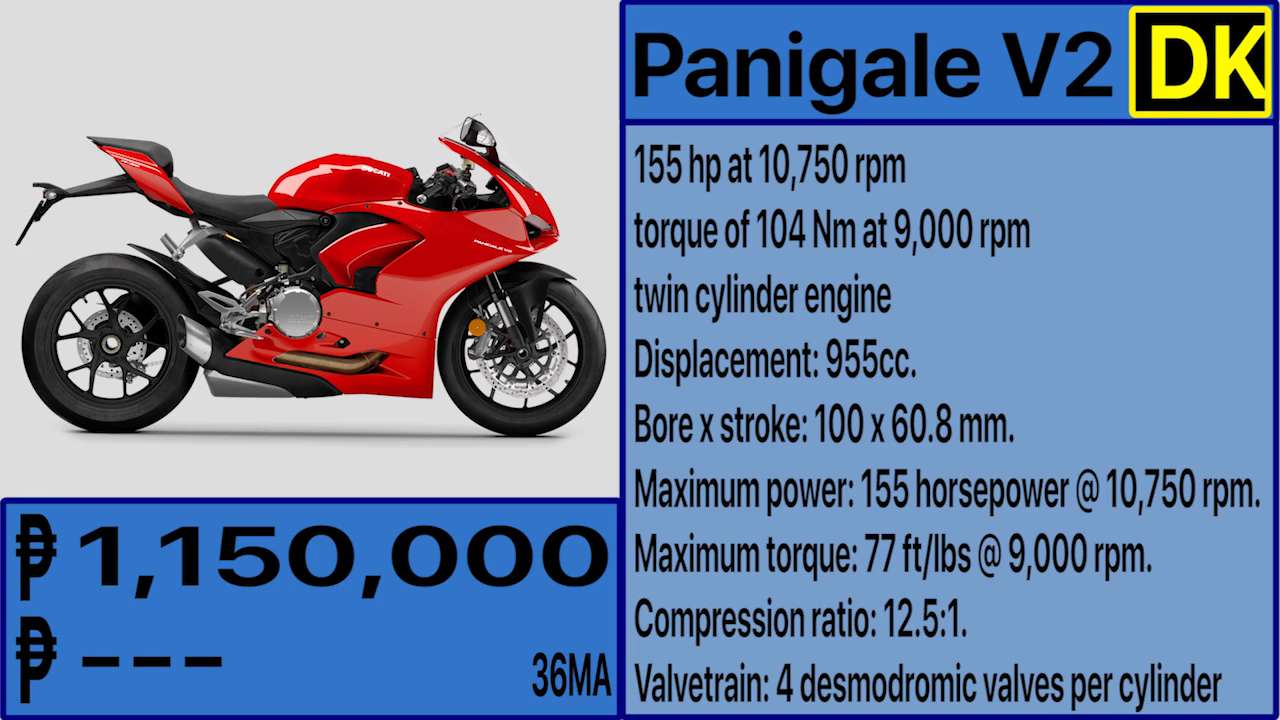 Panigale V2
DK
155 hp at 10,750 rpm
torque of 104 Nm at 9,000 rpm
twin cylinder engine
Displacement: 955cc.
Bore x stroke: 100 x 60.8 mm.
Maximum power: 155 horsepower @ 10,750 rpm.
Maximum torque: 77 ft/lbs @ 9,000 rpm.
Compression ratio: 12.5:1.
Valvetrain: 4 desmodromic valves per cylinder
DUCATI
PANIGALE V2
₱ 1,150,000
₱ ---
36MA